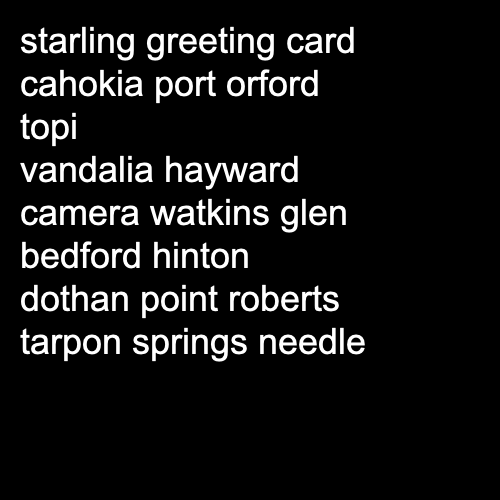 starling greeting card
cahokia port orford
topi
vandalia hayward
camera watkins glen
bedford hinton
dothan point roberts
tarpon springs needle